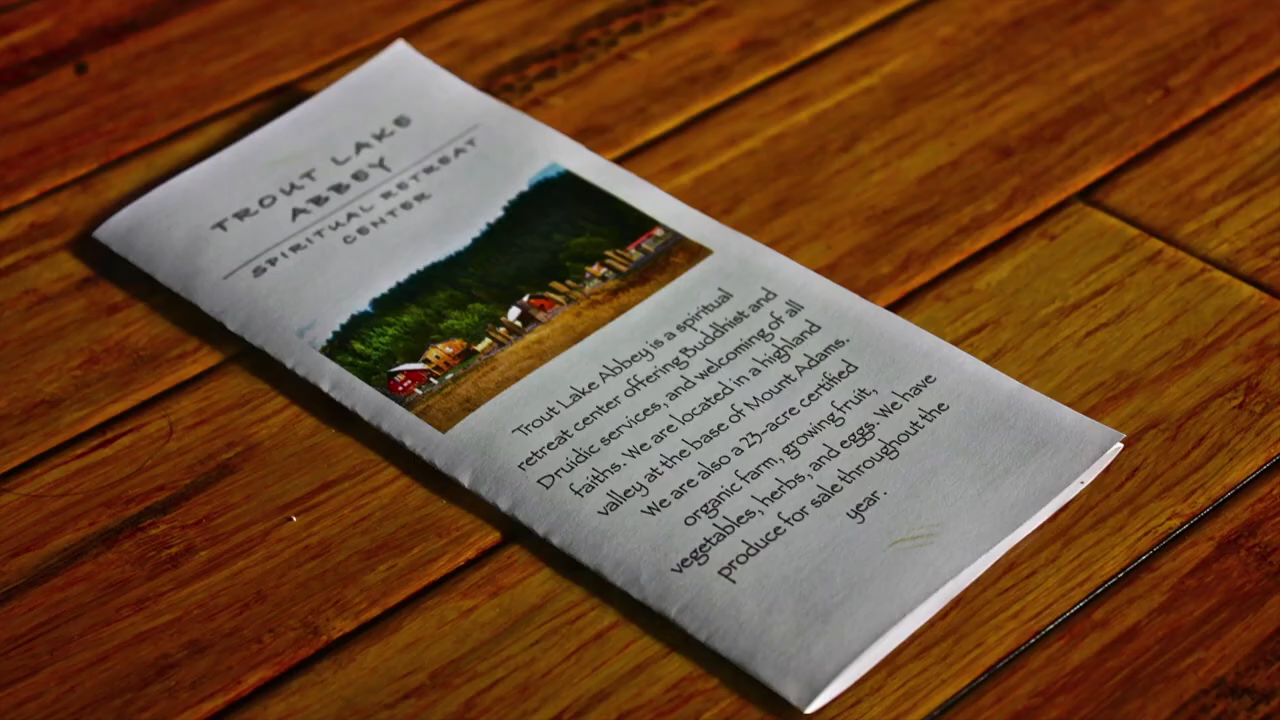 TROUT LAKE
ABBEY
SPIRITUAL RETREAT
CENTER
Trout Lake Abbey is a spiritual
retreat center offering Buddhist and
Druidic services, and welcoming of all
faiths. We are located in a highland
valley at the base of Mount Adams.
We are also a 23-acre certified
organic farm, growing fruit,
vegetables, herbs, and eggs. We have
produce for sale throughout the
year.